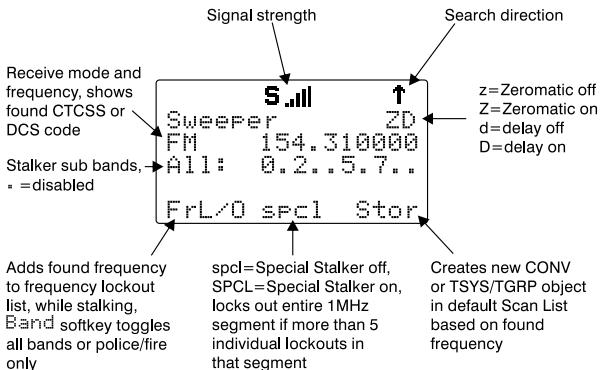 Signal strength
Search direction
Receive mode and
frequency, shows
found CTCSS or
DCS code
Stalker sub bands,
. =disabled
S
Sweeper ZD
FM 154.310000
All: 0.2..5.7..
FrL/O spcl Stor
z=Zeromatic off
Z=Zeromatic on
d=delay off
D=delay on
Adds found frequency
to frequency lockout
list, while stalking,
Band softkey toggles
all bands or police/fire
only
spcl=Special Stalker off,
SPCL=Special Stalker on,
locks out entire 1MHz
segment if more than 5
individual lockouts in
that segment
Creates new CONV
or TSYS/TGRP object
in default Scan List
based on found
frequency